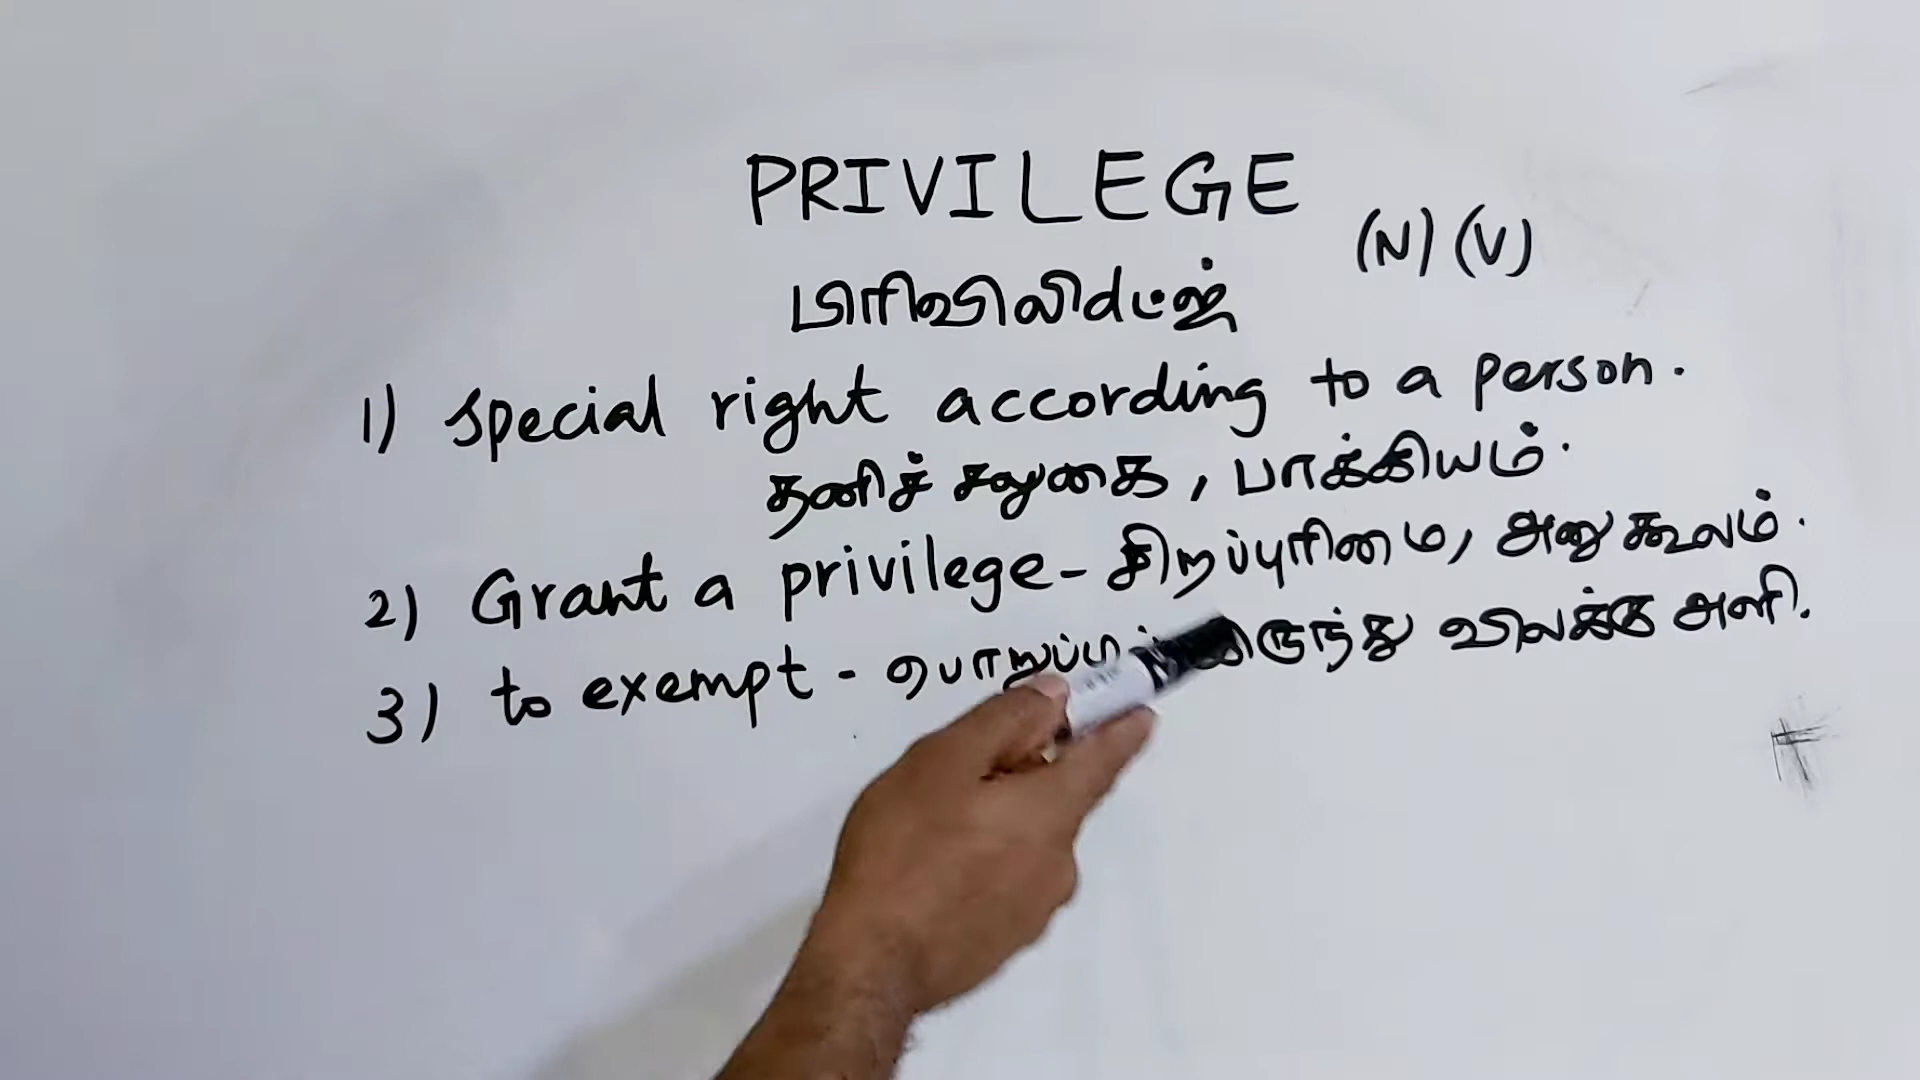 PRIVILEGE
(N) (V)
பிரிவிலிட்ஜ்
1) special right according to a person.
தனிச் சலுகை, பாக்கியம்.
2) Grant a privilege - சிறப்புரிமை, அனுகூலம்.
3) to exempt - விலக்கு அளி.